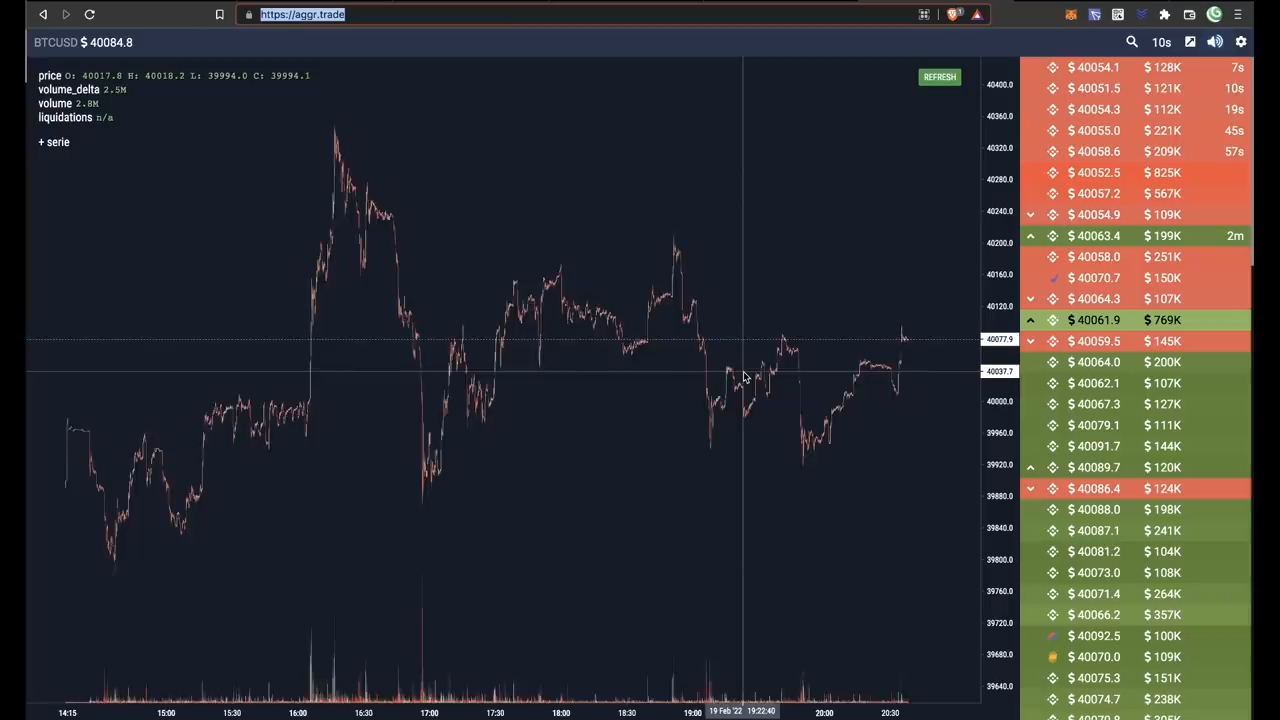 https://aggr.trade
1
BTCUSD $ 40084.8
10s
price O: 40017.8 H: 40018.2 L: 39994.0 C: 39994.1
volume_delta 2.5M
volume 2.8M
liquidations n/a
+ serie
REFRESH
40400.0
40360.0
40320.0
40280.0
40240.0
40200.0
40160.0
40120.0
40077.9
40037.7
40000.0
39960.0
39920.0
39880.0
39840.0
39800.0
39760.0
39720.0
39680.0
39640.0
14:15 15:00 15:30 16:00 16:30 17:00 17:30 18:00 18:30 19:00 19 Feb '22 19:22:40 20:00 20:30
$ 40054.1 $ 128K 7s
$ 40051.5 $ 121K 10s
$ 40054.3 $ 112K 19s
$ 40055.0 $ 221K 45s
$ 40058.6 $ 209K 57s
$ 40052.5 $ 825K
$ 40057.2 $ 567K
$ 40054.9 $ 109K
$ 40063.4 $ 199K 2m
$ 40058.0 $ 251K
$ 40070.7 $ 150K
$ 40064.3 $ 107K
$ 40061.9 $ 769K
$ 40059.5 $ 145K
$ 40064.0 $ 200K
$ 40062.1 $ 107K
$ 40067.3 $ 127K
$ 40079.1 $ 111K
$ 40091.7 $ 144K
$ 40089.7 $ 120K
$ 40086.4 $ 124K
$ 40088.0 $ 198K
$ 40087.1 $ 241K
$ 40081.2 $ 104K
$ 40073.0 $ 108K
$ 40071.4 $ 264K
$ 40066.2 $ 357K
$ 40092.5 $ 100K
$ 40070.0 $ 109K
$ 40075.3 $ 151K
$ 40074.7 $ 238K